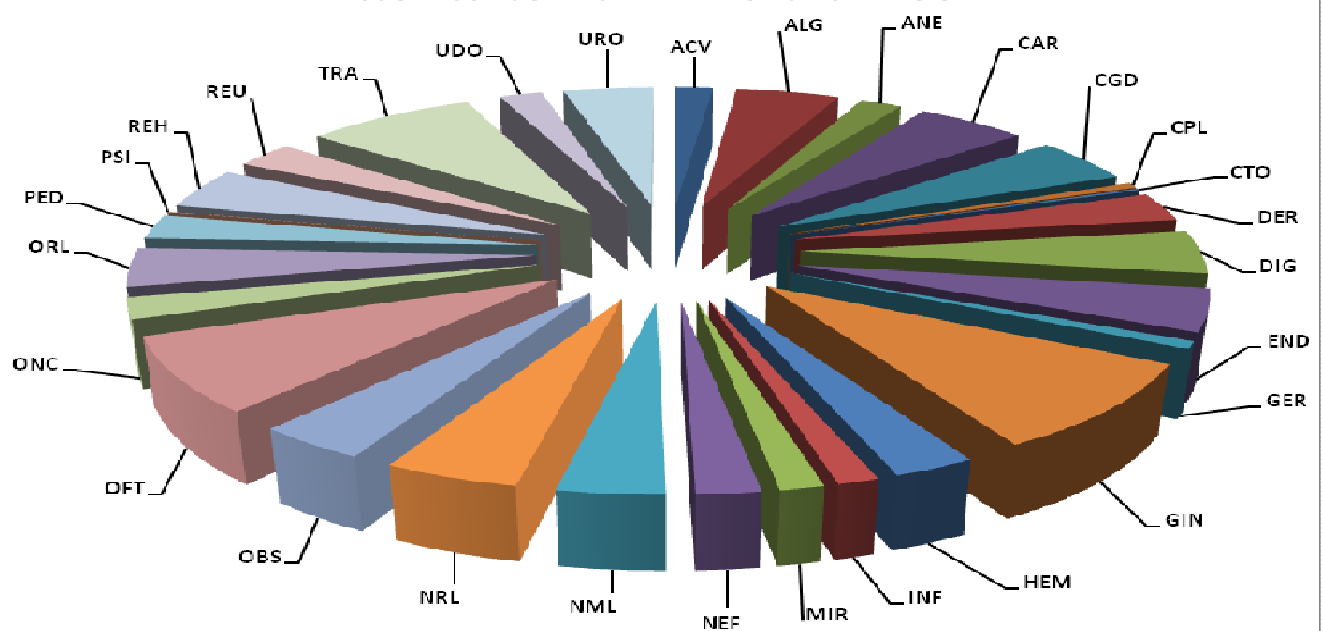 ACV
ALG
ANE
CAR
CGD
CPL
CTO
DER
DIG
END
GER
GIN
HEM
INF
MIR
NEF
NML
NRL
OBS
OFT
ONC
ORL
PED
PSI
REH
REU
TRA
UDO
URO